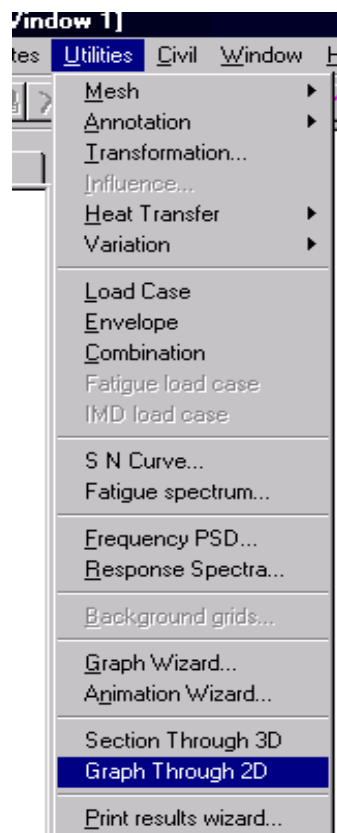 Window 1]
tes Utilities Civil Window H
Mesh
Annotation
Transformation...
Influence...
Heat Transfer
Variation
Load Case
Envelope
Combination
Fatigue load case
IMD load case
S N Curve...
Fatigue spectrum...
Frequency PSD...
Response Spectra...
Background grids...
Graph Wizard...
Animation Wizard...
Section Through 3D
Graph Through 2D
Print results wizard...